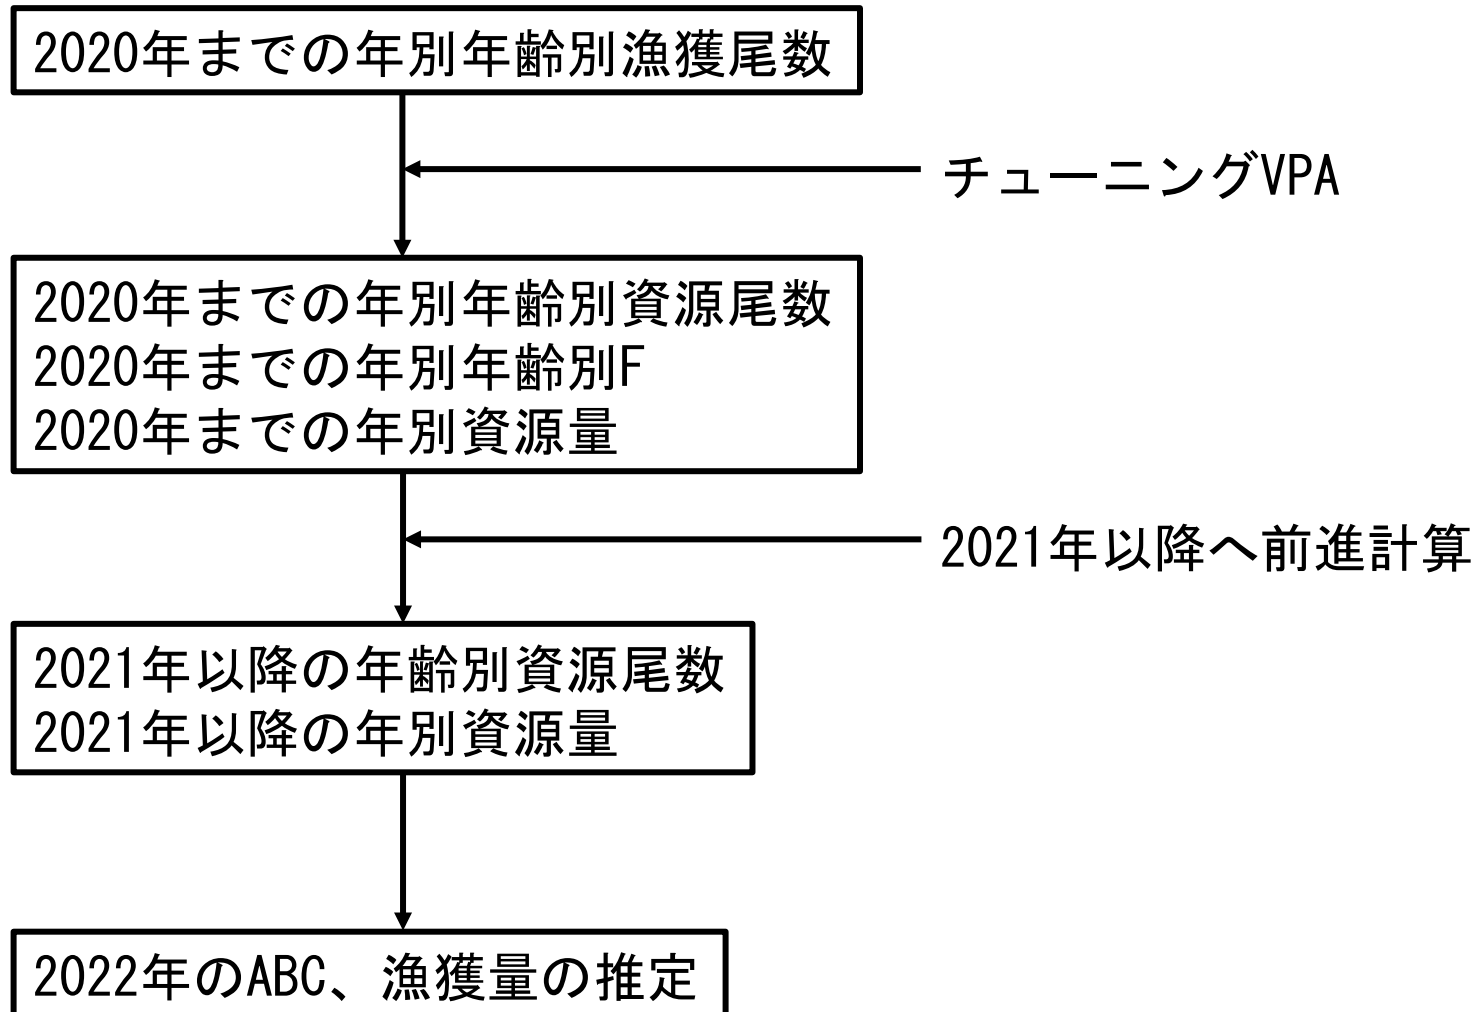 2020年までの年別年齢別漁獲尾数
チューニングVPA
2020年までの年別年齢別資源尾数
2020年までの年別年齢別F
2020年までの年別資源量
2021年以降へ前進計算
2021年以降の年齢別資源尾数
2021年以降の年別資源量
2022年のABC、漁獲量の推定